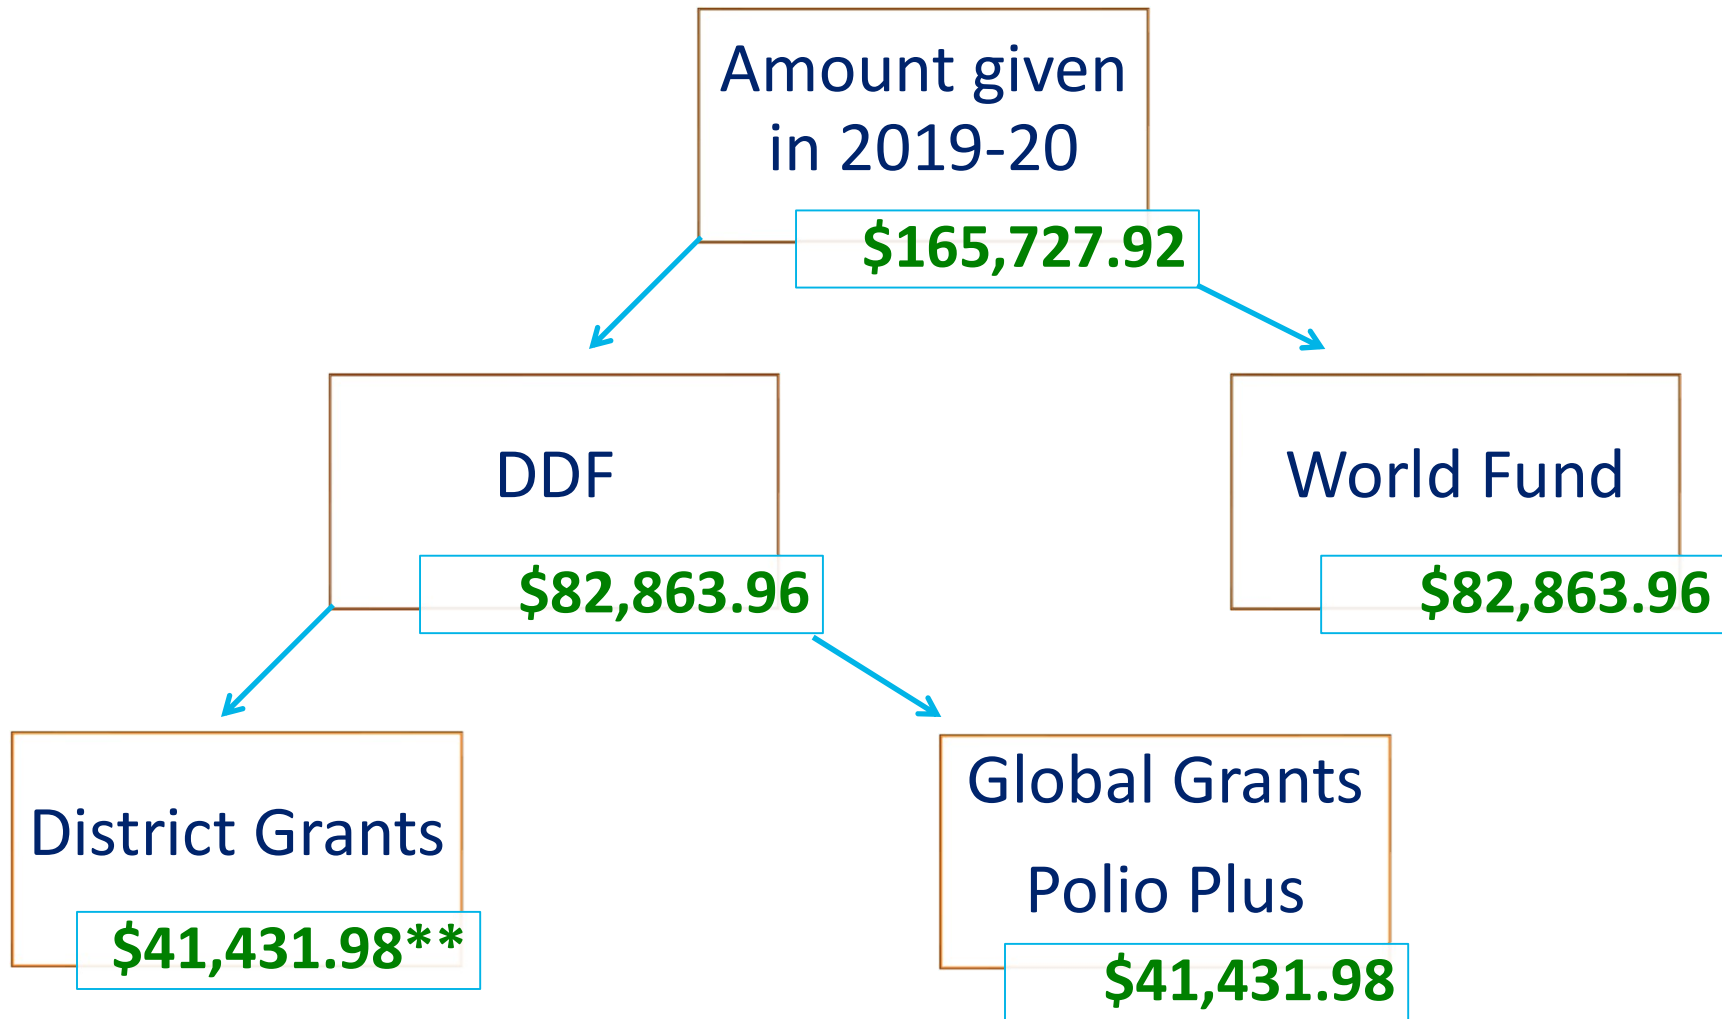 Amount given
in 2019-20
$165,727.92
DDF
$82,863.96
World Fund
$82,863.96
District Grants
$41,431.98**
Global Grants
Polio Plus
$41,431.98